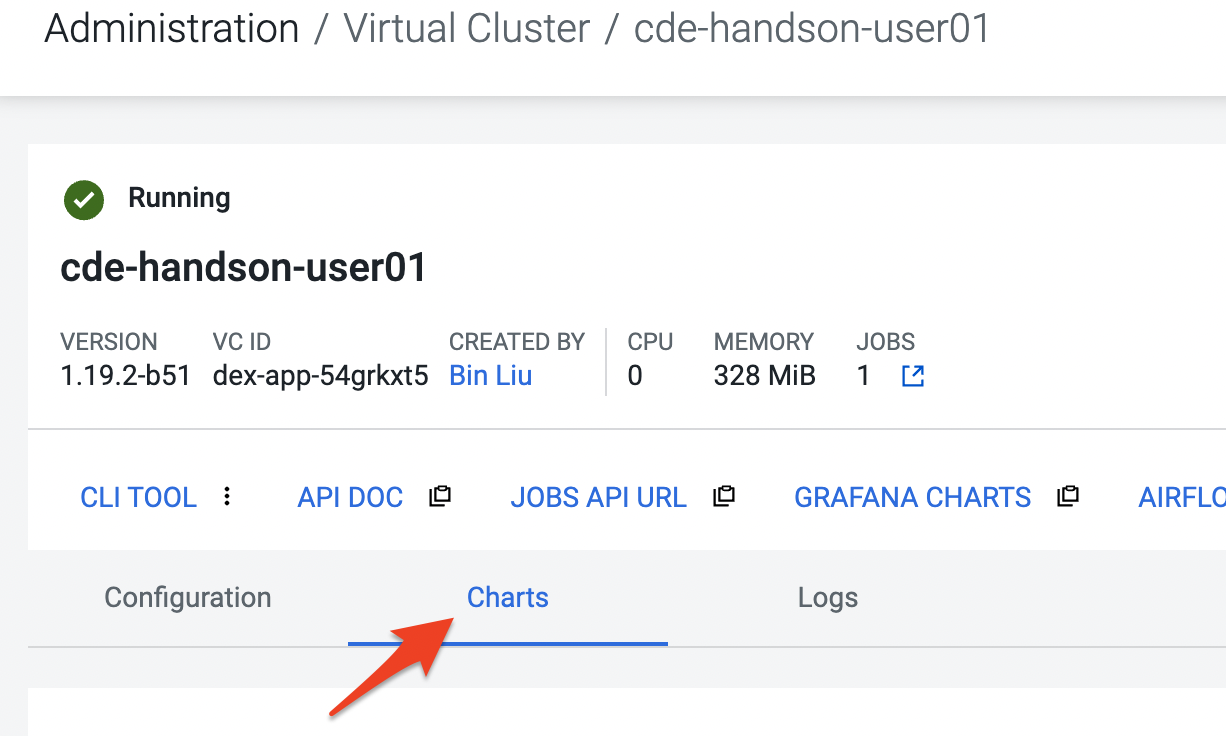 Administration / Virtual Cluster / cde-handson-user01
Running
cde-handson-user01
VERSION VC ID CREATED BY CPU MEMORY JOBS
1.19.2-b51 dex-app-54grkxt5 Bin Liu 0 328 MiB 1
CLI TOOL API DOC JOBS API URL GRAFANA CHARTS AIRFLO
Configuration Charts Logs